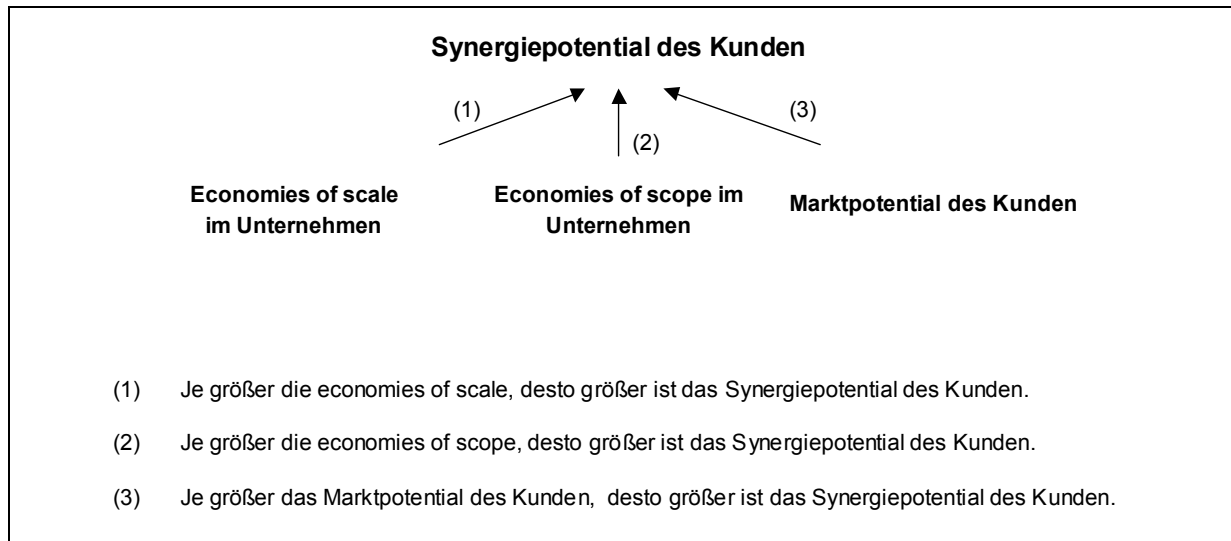 Synergiepotential des Kunden
(1)
(3)
(2)
Economies of scale
im Unternehmen
Economies of scope im
Unternehmen
Marktpotential des Kunden
(1) Je größer die economies of scale, desto größer ist das Synergiepotential des Kunden.
(2) Je größer die economies of scope, desto größer ist das Synergiepotential des Kunden.
(3) Je größer das Marktpotential des Kunden, desto größer ist das Synergiepotential des Kunden.